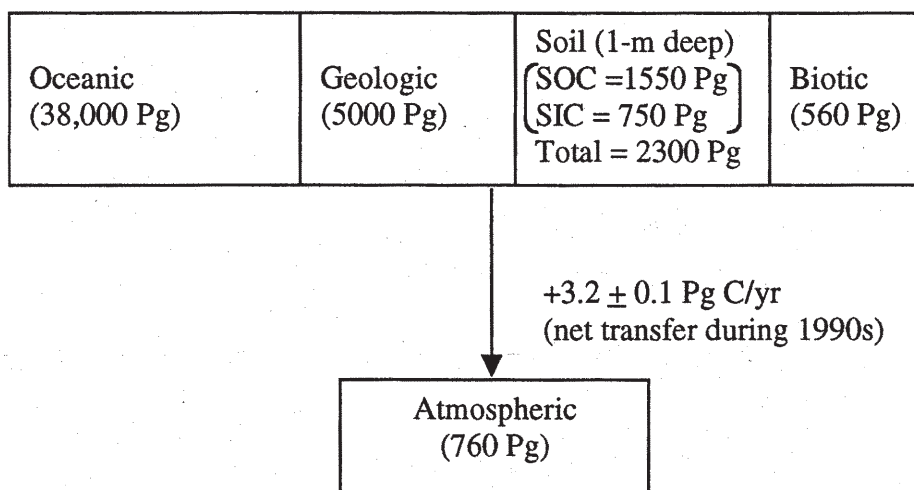 Oceanic
(38,000 Pg)
Geologic
(5000 Pg)
Soil (1-m deep)
SOC =1550 Pg
SIC = 750 Pg
Total = 2300 Pg
Biotic
(560 Pg)
+3.2 ± 0.1 Pg C/yr
(net transfer during 1990s)
Atmospheric
(760 Pg)